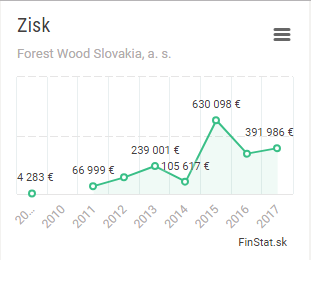 Zisk
Forest Wood Slovakia, a. s.
630 098 €
391 986 €
239 001 €
105 617 €
66 999 €
4 283 €
20...
2010
2011
2012
2013
2014
2015
2016
2017
FinStat.sk